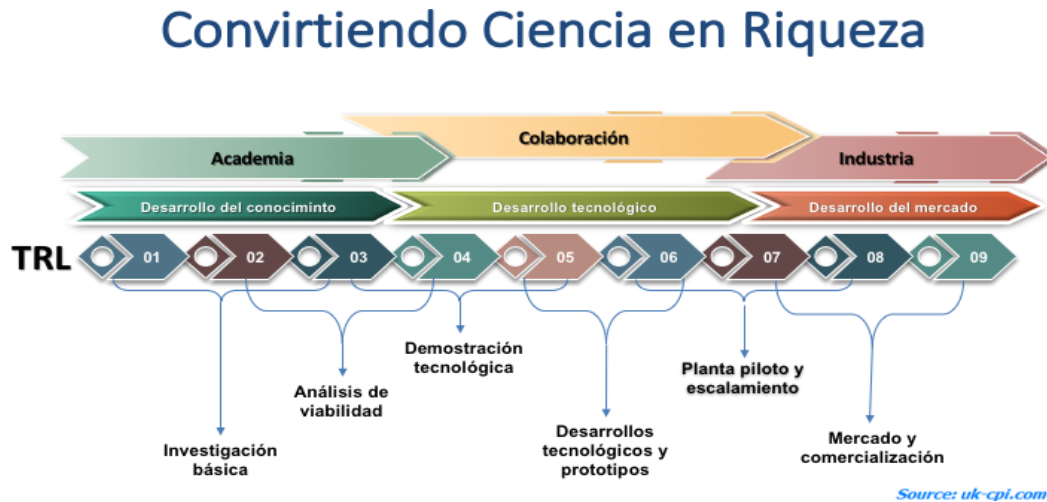 Convirtiendo Ciencia en Riqueza
Colaboración
Academia
Industria
Desarrollo del conociminto
Desarrollo tecnológico
Desarrollo del mercado
TRL
01
02
03
04
05
06
07
08
09
Demostración
tecnológica
Planta piloto y
escalamiento
Análisis de
viabilidad
Investigación
básica
Desarrollos
tecnológicos y
prototipos
Mercado y
comercialización
Source: uk-cpi.com